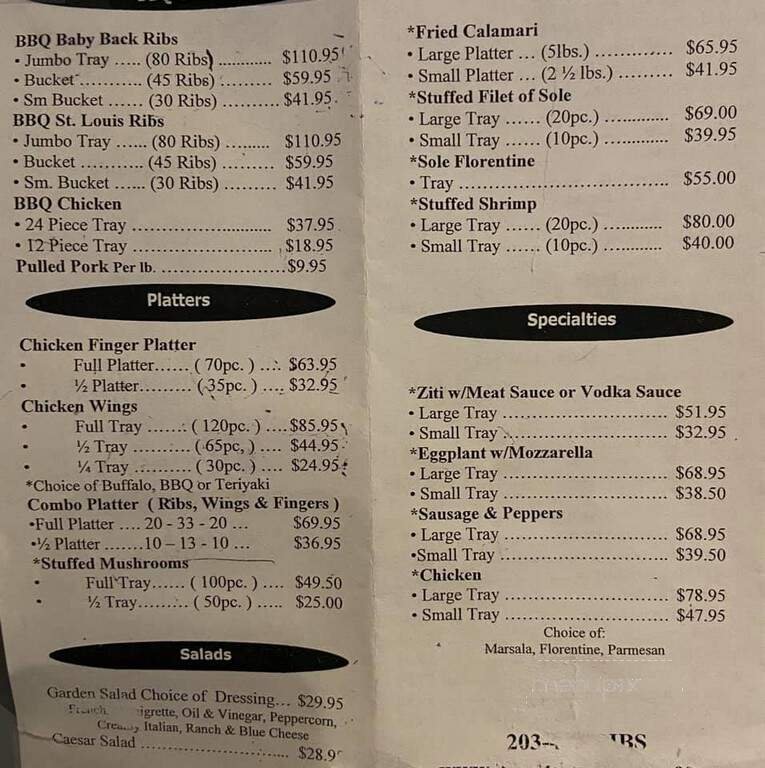 BBQ Baby Back Ribs
• Jumbo Tray ..... (80 Ribs) ............ $110.95
• Bucket ........... (45 Ribs) ........... $59.95
• Sm Bucket ...... (30 Ribs) ......... $41.95
BBQ St. Louis Ribs
• Jumbo Tray ...... (80 Ribs) ......... $110.95
• Bucket ........... (45 Ribs) .......... $59.95
• Sm. Bucket ...... (30 Ribs) ......... $41.95
BBQ Chicken
• 24 Piece Tray ............................ $37.95
• 12 Piece Tray ............................ $18.95
Pulled Pork Per lb. ........................ $9.95
Platters
Chicken Finger Platter
• Full Platter...... ( 70pc. ) .... $63.95
• ½ Platter......... ( 35pc. ) .... $32.95
Chicken Wings
• Full Tray ...... ( 120pc. ) .... $85.95
• ½ Tray .......... ( 65pc, ) .... $44.95
• ¼ Tray .......... ( 30pc. ) .... $24.95
*Choice of Buffalo, BBQ or Teriyaki
Combo Platter ( Ribs, Wings & Fingers )
•Full Platter .... 20 - 33 - 20 ... $69.95
•½ Platter .......10 – 13 - 10 ... $36.95
*Stuffed Mushrooms
• Full Tray...... ( 100pc. ) .... $49.50
• ½ Tray......... ( 50pc. ) ..... $25.00
Salads
Garden Salad Choice of Dressing... $29.95
igrette, Oil & Vinegar, Peppercorn,
Italian, Ranch & Blue Cheese
Caesar Salad .......................... $28.9
*Fried Calamari
• Large Platter ... (5lbs.) .............. $65.95
• Small Platter ... (2 ½ lbs.) ......... $41.95
*Stuffed Filet of Sole
• Large Tray ...... (20pc.)............. $69.00
• Small Tray ...... (10pc.)............. $39.95
*Sole Florentine
• Tray ..................................... $55.00
*Stuffed Shrimp
• Large Tray ...... (20pc.)............ $80.00
• Small Tray ...... (10pc.)............ $40.00
Specialties
*Ziti w/Meat Sauce or Vodka Sauce
• Large Tray .............................. $51.95
• Small Tray .............................. $32.95
*Eggplant w/Mozzarella
• Large Tray .............................. $68.95
• Small Tray .............................. $38.50
*Sausage & Peppers
• Large Tray .............................. $68.95
•Small Tray .............................. $39.50
*Chicken
• Large Tray .............................. $78.95
• Small Tray .............................. $47.95
Choice of:
Marsala, Florentine, Parmesan
203-